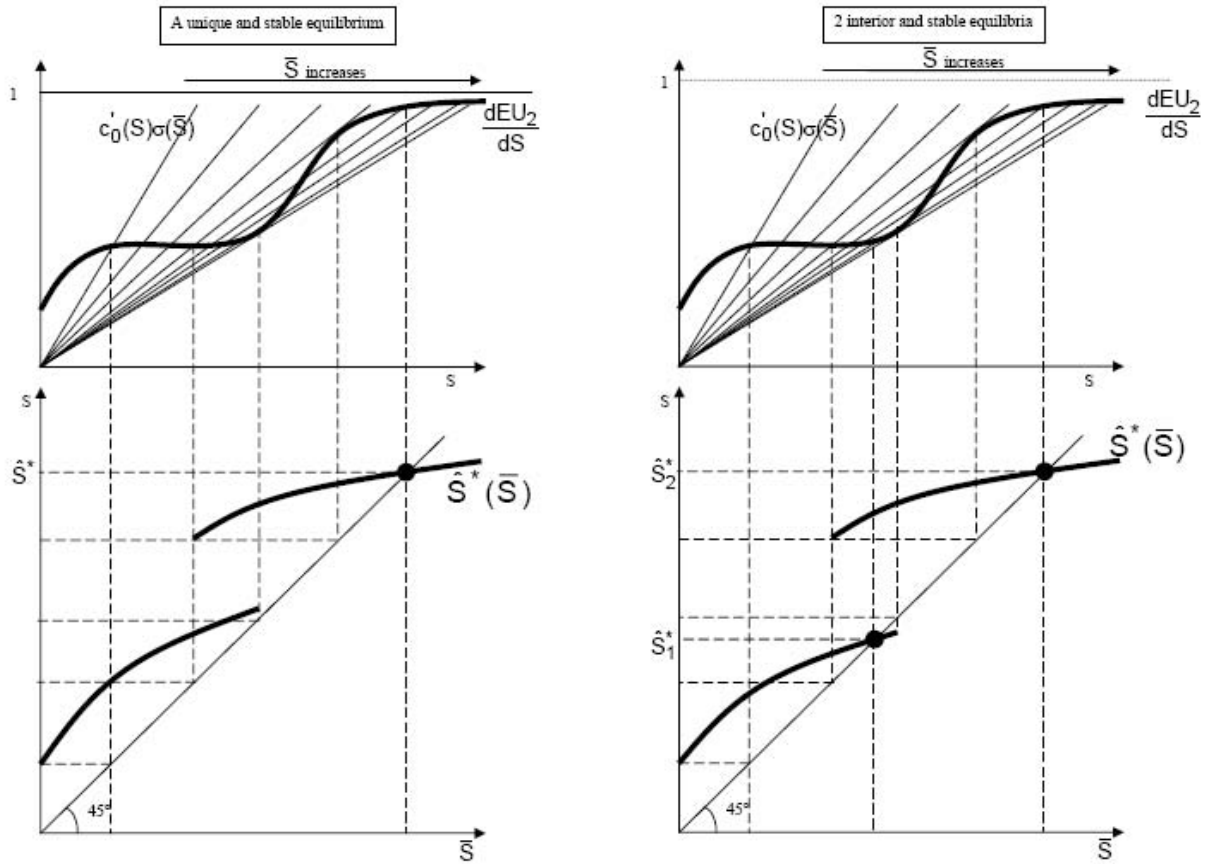 A unique and stable equilibrium
S̅ increases
1
c'₀(S)σ(S̅)
dEU₂
dS
S
S
Ŝ*
Ŝ*(S̅)
45°
S̅
2 interior and stable equilibria
S̅ increases
1
c'₀(S)σ(S̅)
dEU₂
dS
S
S
Ŝ*(S̅)
Ŝ*₂
Ŝ*₁
45°
S̅